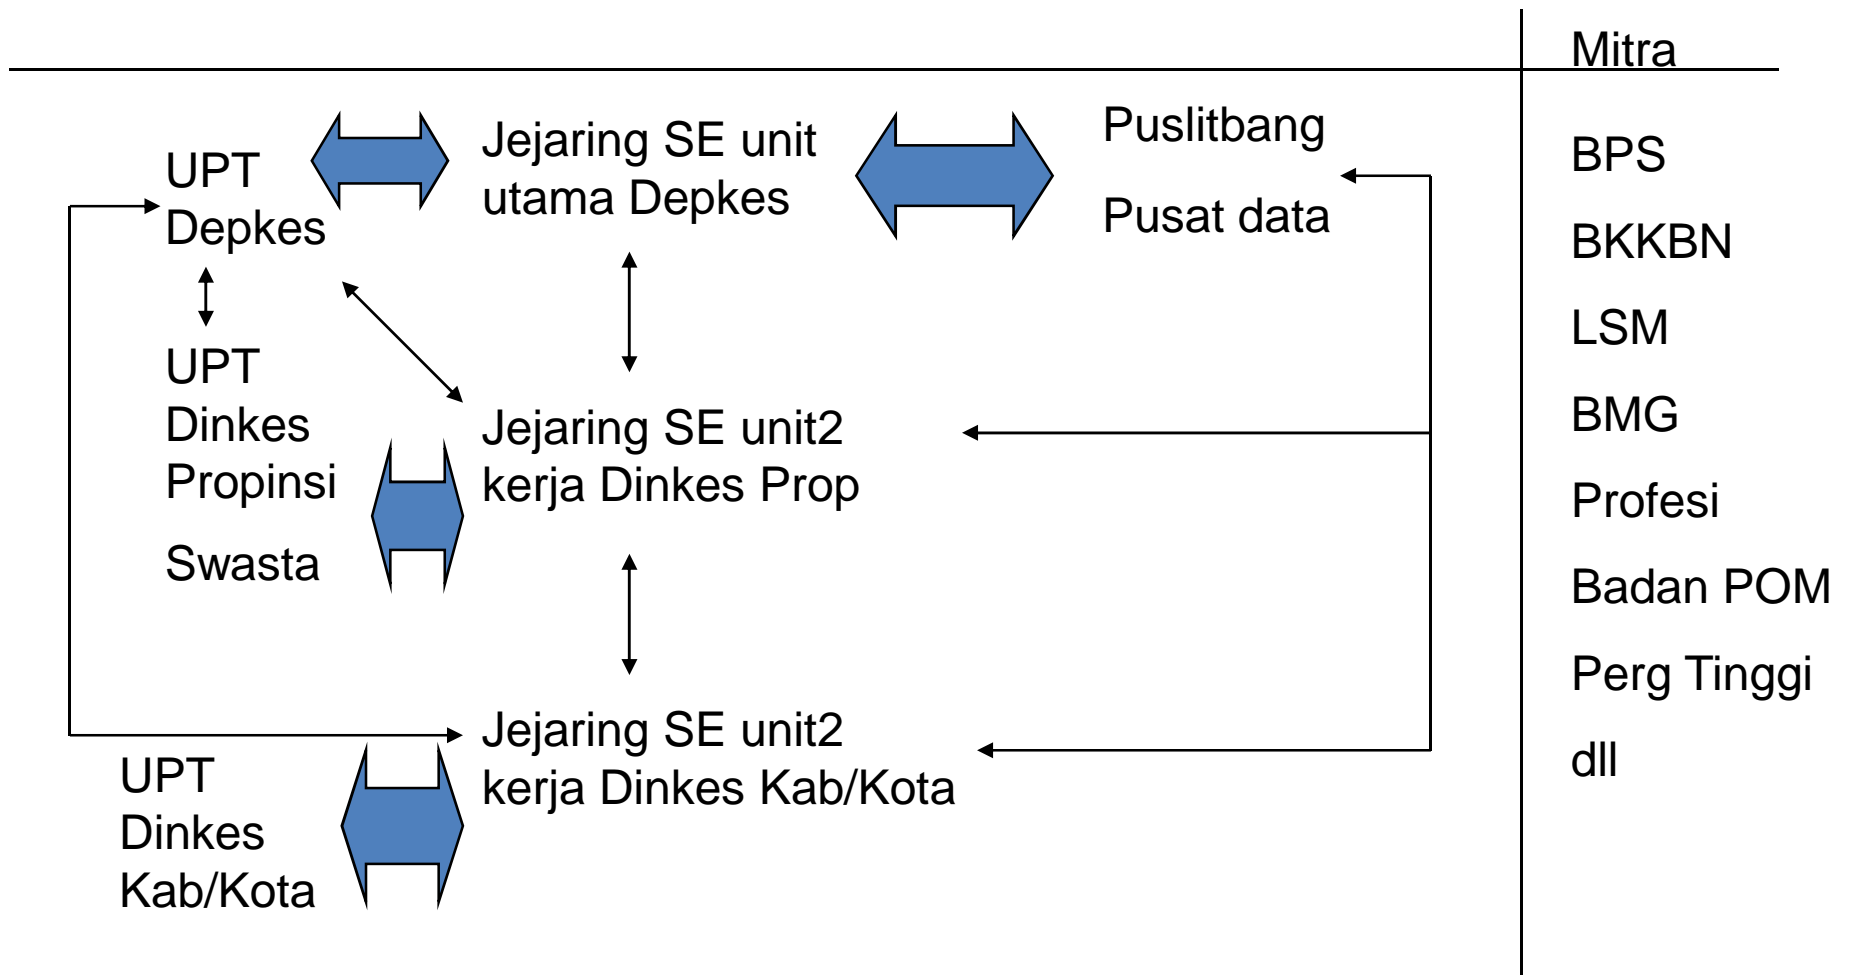 Mitra
UPT
Depkes
Jejaring SE unit
utama Depkes
Puslitbang
Pusat data
UPT
Dinkes
Propinsi
Swasta
Jejaring SE unit2
kerja Dinkes Prop
UPT
Dinkes
Kab/Kota
Jejaring SE unit2
kerja Dinkes Kab/Kota
BPS
BKKBN
LSM
BMG
Profesi
Badan POM
Perg Tinggi
dll